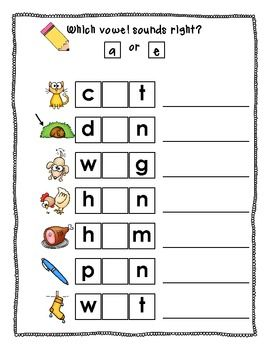 Which vowel sounds right?
a or e
c t
d n
w g
h n
h m
p n
w t